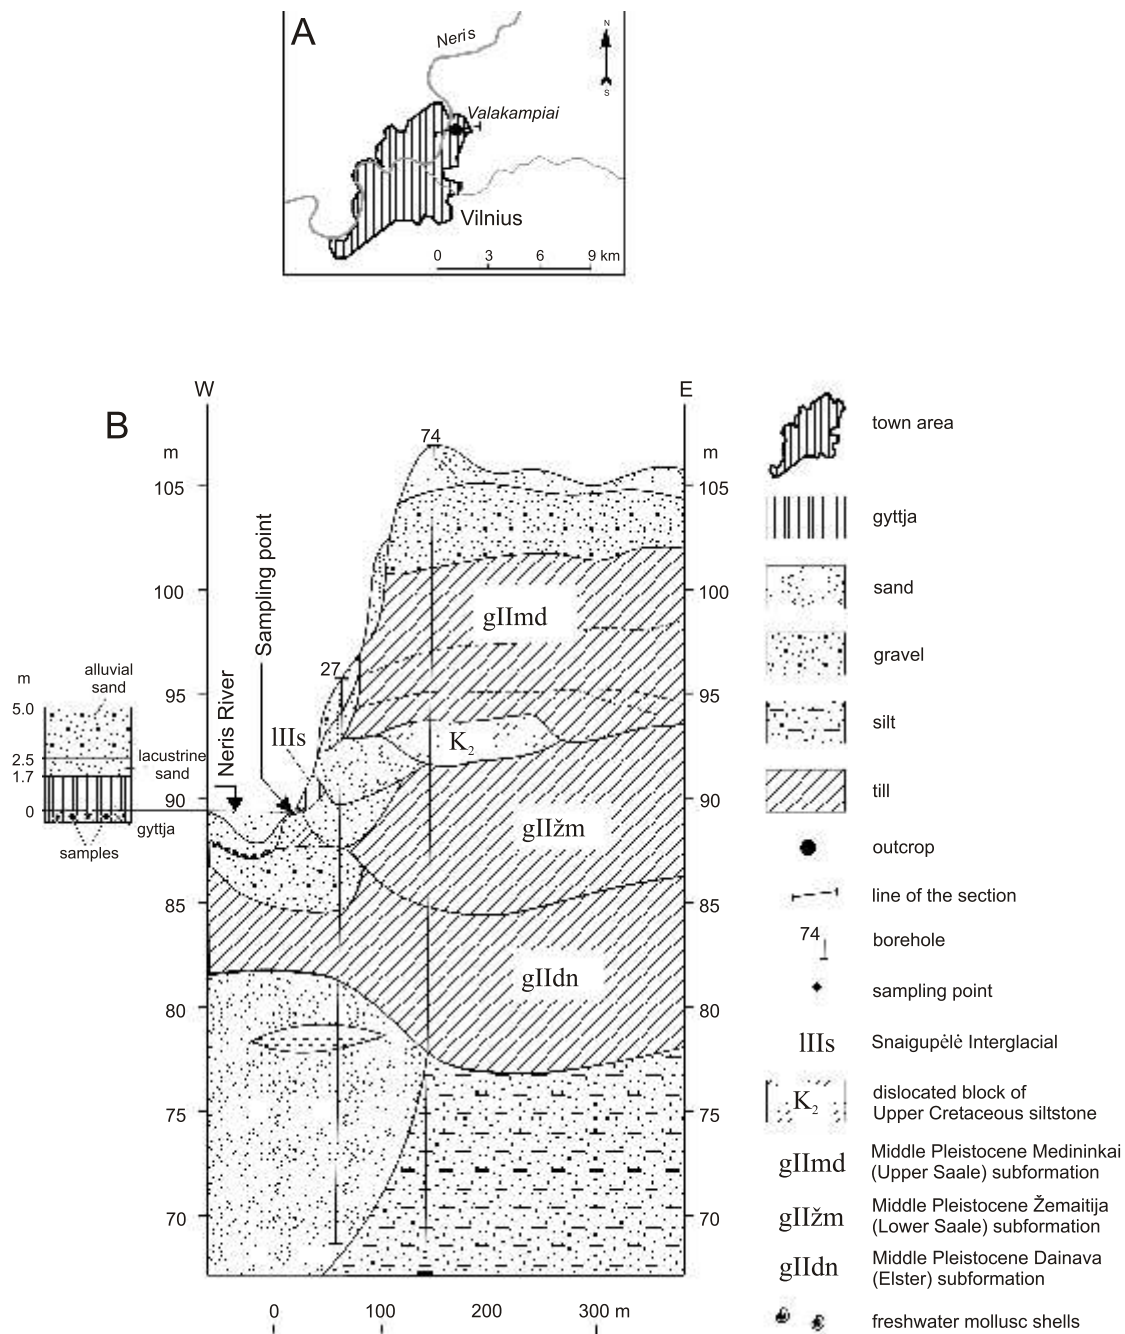 A
Neris
N
S
Valakampiai
Vilnius
0 3 6 9 km
B
W E
m m
74
105 105
100 100
95 95
90
90
85 85
80 80
75 75
70 70
Sampling point
Neris River
27
lIIs
gIImd
K2
gIIžm
gIIdn
0 100 200 300 m
m
alluvial
sand
5.0
2.5
1.7
0
lacustrine
sand
gyttja
samples
town area
gyttja
sand
gravel
silt
till
outcrop
line of the section
74
borehole
sampling point
lIIs
Snaigupėlė Interglacial
K2
dislocated block of
Upper Cretaceous siltstone
gIImd
Middle Pleistocene Medininkai
(Upper Saale) subformation
gIIžm
Middle Pleistocene Žemaitija
(Lower Saale) subformation
gIIdn
Middle Pleistocene Dainava
(Elster) subformation
freshwater mollusc shells